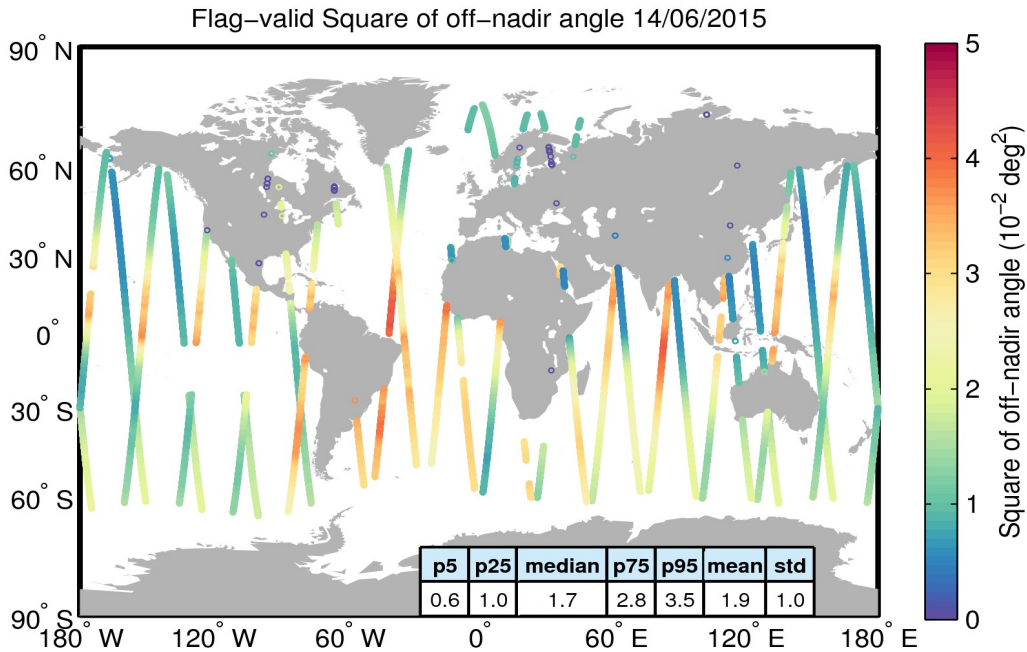 Flag−valid Square of off−nadir angle 14/06/2015
90° N
60° N
30° N
0°
30° S
60° S
90° S
180° W
120° W
60° W
0°
60° E
120° E
180° E
p5 p25 median p75 p95 mean std
0.6 1.0 1.7 2.8 3.5 1.9 1.0
5
4
3
2
1
0
Square of off−nadir angle (10⁻² deg²)